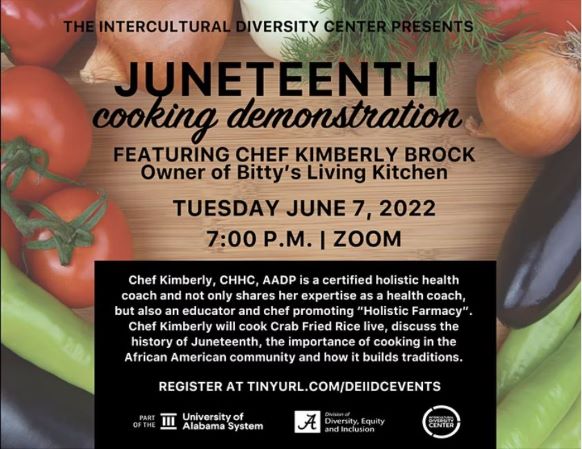 THE INTERCULTURAL DIVERSITY CENTER PRESENTS
JUNETEENTH
cooking demonstration
FEATURING CHEF KIMBERLY BROCK
Owner of Bitty's Living Kitchen
TUESDAY JUNE 7, 2022
7:00 P.M. | ZOOM
Chef Kimberly, CHHC, AADP is a certified holistic health
coach and not only shares her expertise as a health coach,
but also an educator and chef promoting "Holistic Farmacy".
Chef Kimberly will cook Crab Fried Rice live, discuss the
history of Juneteenth, the importance of cooking in the
African American community and how it builds traditions.
REGISTER AT TINYURL.COM/DEIIDCEVENTS
PART
OF THE
University of
Alabama System
A
Division of
Diversity, Equity
and Inclusion
INTERCULTURAL
DIVERSITY
CENTER